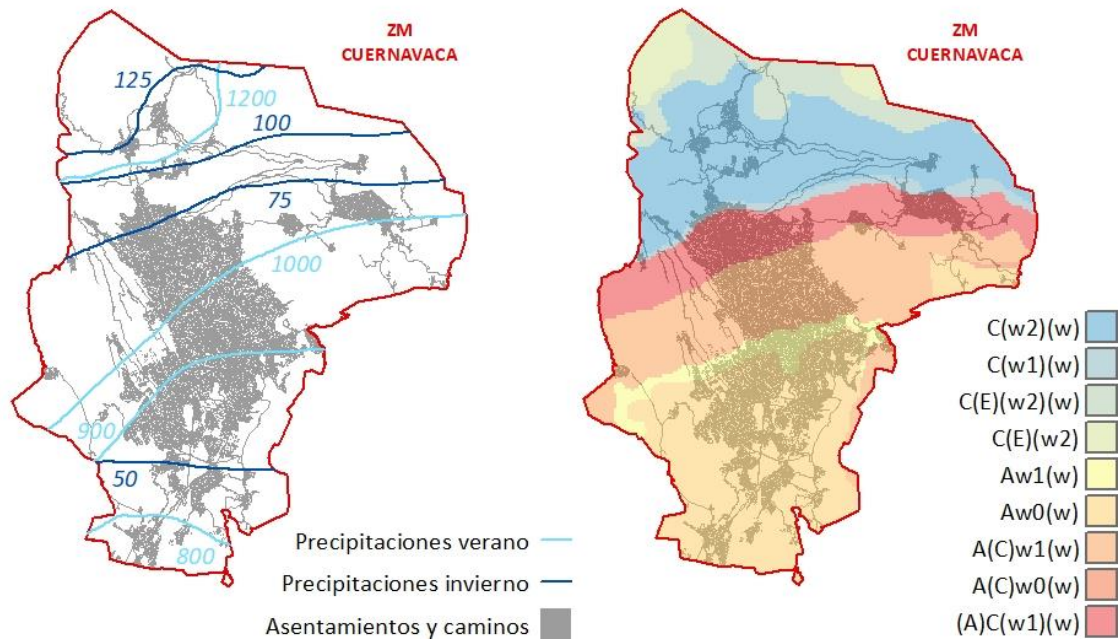 ZM
CUERNAVACA
125
1200
100
75
1000
900
50
800
Precipitaciones verano
Precipitaciones invierno
Asentamientos y caminos
ZM
CUERNAVACA
C(w2)(w)
C(w1)(w)
C(E)(w2)(w)
C(E)(w2)
Aw1(w)
Aw0(w)
A(C)w1(w)
A(C)w0(w)
(A)C(w1)(w)